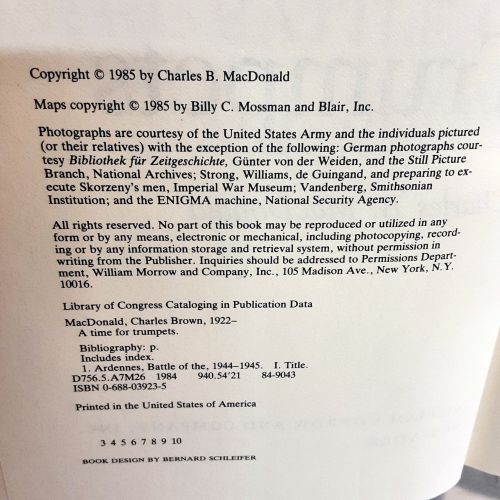 Copyright © 1985 by Charles B. MacDonald
Maps copyright © 1985 by Billy C. Mossman and Blair, Inc.
Photographs are courtesy of the United States Army and the individuals pictured
(or their relatives) with the exception of the following: German photographs cour-
tesy Bibliothek für Zeitgeschichte, Günter von der Weiden, and the Still Picture
Branch, National Archives; Strong, Williams, de Guingand, and preparing to ex-
ecute Skorzeny's men, Imperial War Museum; Vandenberg, Smithsonian
Institution; and the ENIGMA machine, National Security Agency.
All rights reserved. No part of this book may be reproduced or utilized in any
form or by any means, electronic or mechanical, including photocopying, record-
ing or by any information storage and retrieval system, without permission in
writing from the Publisher. Inquiries should be addressed to Permissions Depart-
ment, William Morrow and Company, Inc., 105 Madison Ave., New York, N.Y.
10016.
Library of Congress Cataloging in Publication Data
MacDonald, Charles Brown, 1922–
A time for trumpets.
Bibliography: p.
Includes index.
1. Ardennes, Battle of the, 1944–1945. I. Title.
D756.5.A7M26 1984 940.54'21 84-9043
ISBN 0-688-03923-5
Printed in the United States of America
3 4 5 6 7 8 9 10
BOOK DESIGN BY BERNARD SCHLEIFER